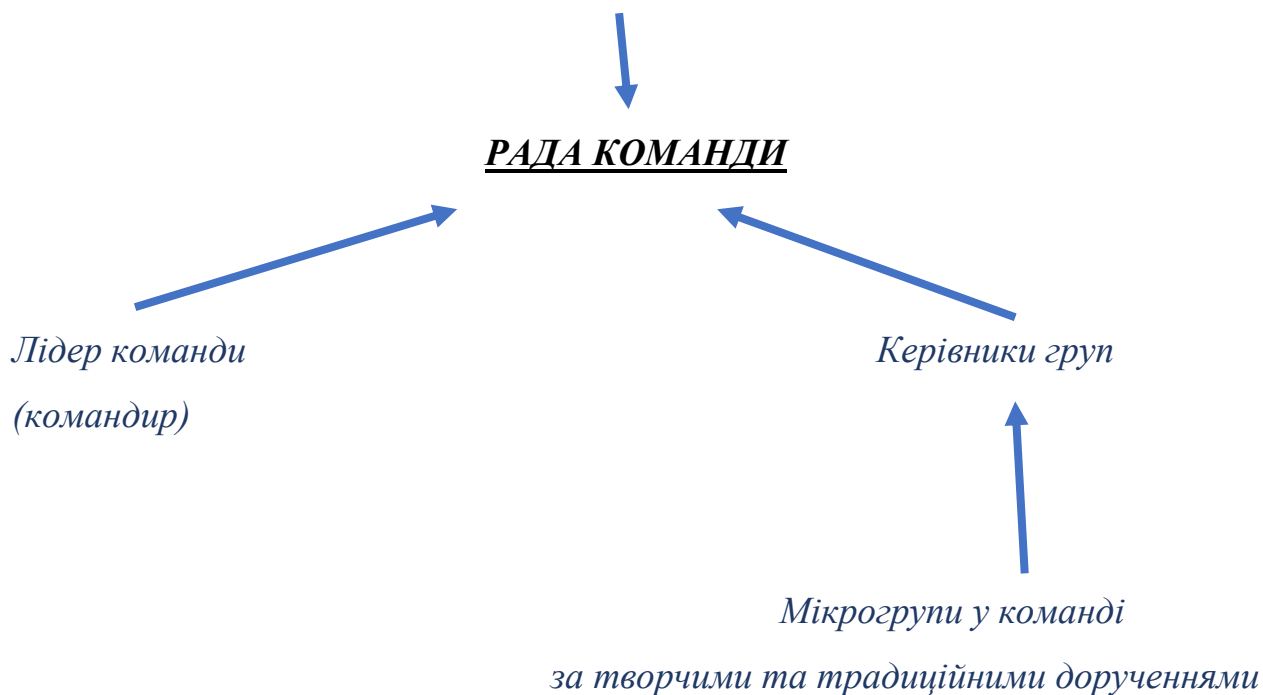 РАДА КОМАНДИ
Лідер команди
(командир)
Керівники груп
Мікрогрупи у команді
за творчими та традиційними дорученнями